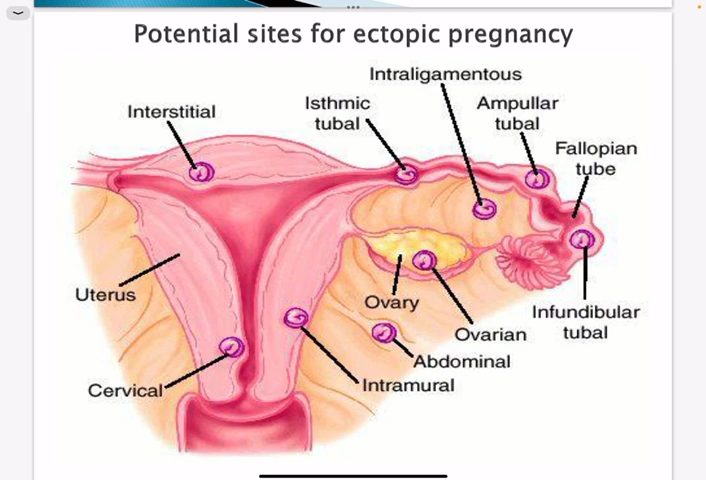 Potential sites for ectopic pregnancy
Intraligamentous
Interstitial
Isthmic
tubal
Ampullar
tubal
Fallopian
tube
Uterus
Ovary
Infundibular
tubal
Ovarian
Abdominal
Cervical
Intramural